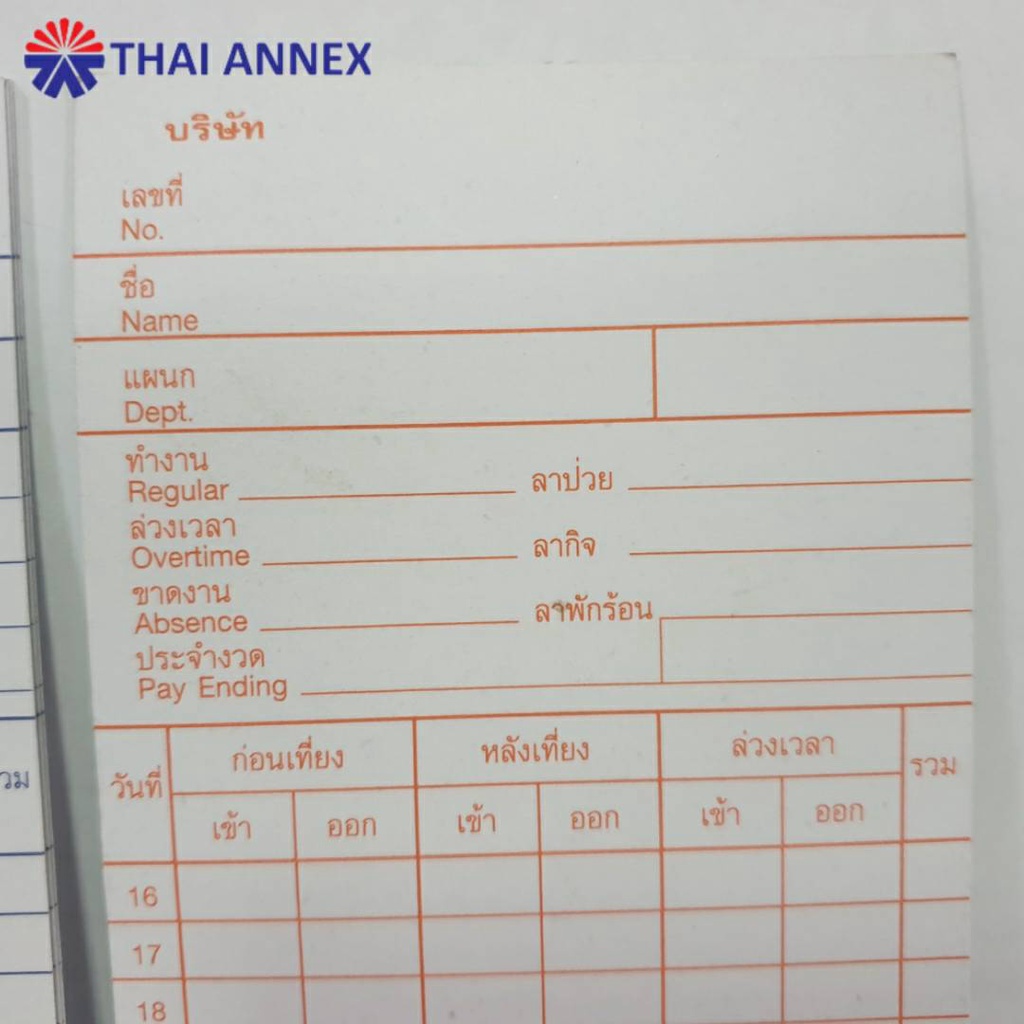 THAI ANNEX
บริษัท
เลขที่
No.
ชื่อ
Name
แผนก
Dept.
ทำงาน
Regular ลาป่วย
ล่วงเวลา
Overtime ลากิจ
ขาดงาน
Absence ลาพักร้อน
ประจำงวด
Pay Ending
วันที่ ก่อนเที่ยง หลังเที่ยง ล่วงเวลา รวม
เข้า ออก เข้า ออก เข้า ออก
16
17
18